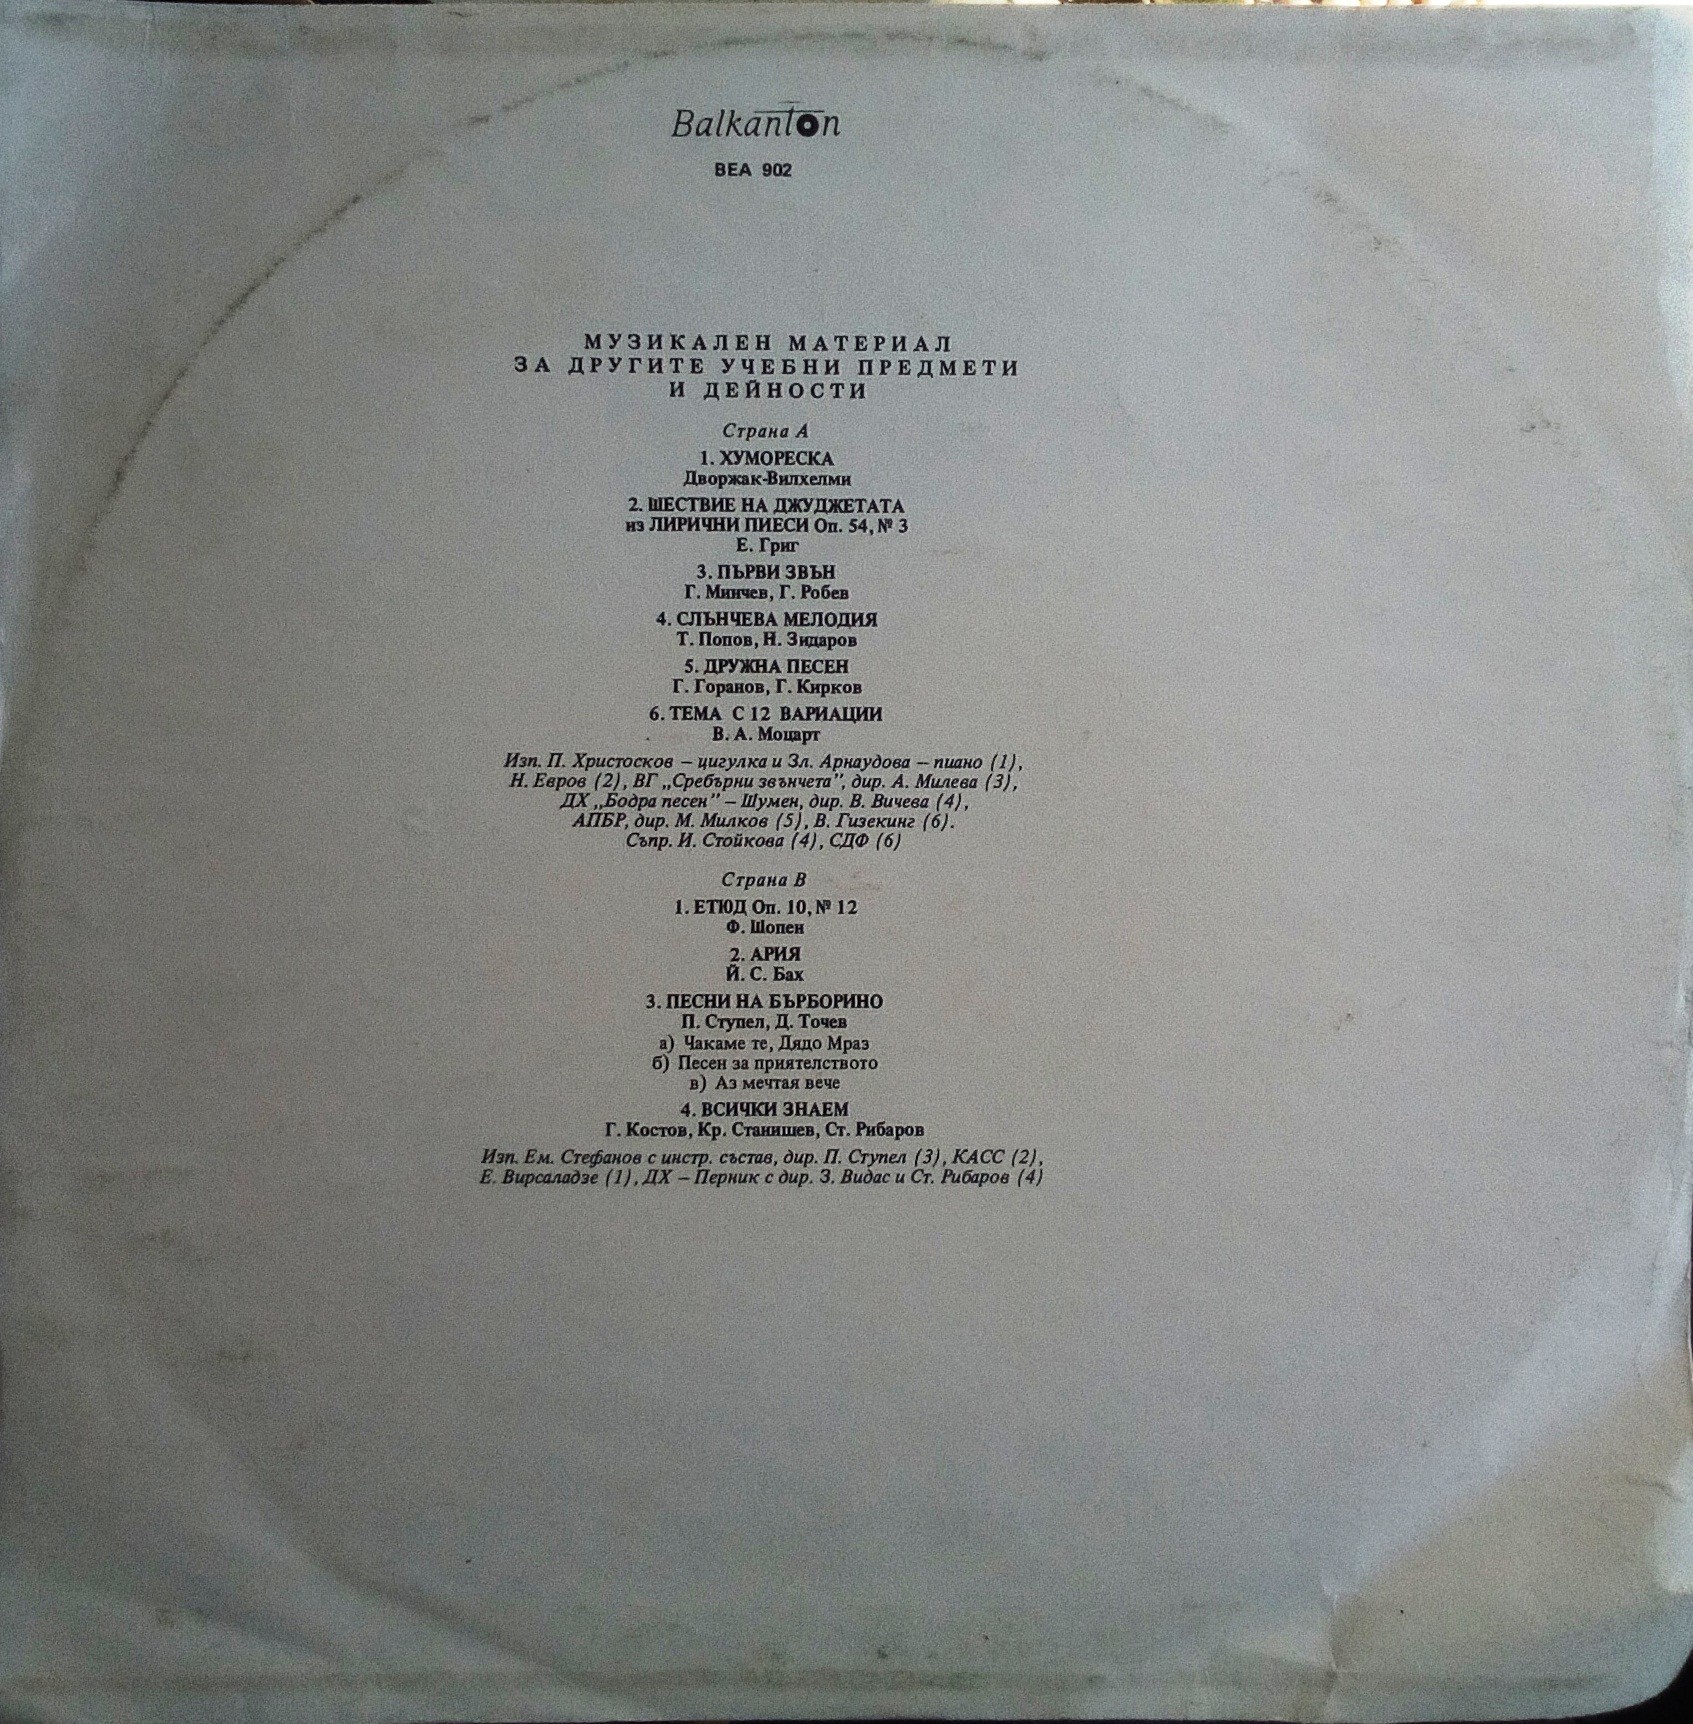 Balkanton
ВЕА 902
МУЗИКАЛЕН МАТЕРИАЛ
ЗА ДРУГИТЕ УЧЕБНИ ПРЕДМЕТИ
И ДЕЙНОСТИ
Страна А
1. ХУМОРЕСКА
Дворжак-Вилхелми
2. ШЕСТВИЕ НА ДЖУДЖЕТАТА
из ЛИРИЧНИ ПИЕСИ Оп. 54, № 3
Е. Григ
3. ПЪРВИ ЗВЪН
Г. Минчев, Г. Робев
4. СЛЪНЧЕВА МЕЛОДИЯ
Т. Попов, Н. Зидаров
5. ДРУЖНА ПЕСЕН
Г. Горанов, Г. Кирков
6. ТЕМА С 12 ВАРИАЦИИ
В. А. Моцарт
Изп. П. Христосков – цигулка и Зл. Арнаудова – пиано (1),
Н. Евров (2), ВГ „Сребърни звънчета", дир. А. Милева (3),
ДХ „Бодра песен" – Шумен, дир. В. Вичева (4),
АПБР, дир. М. Милков (5), В. Гизекинг (6).
Съпр. И. Стойкова (4), СДФ (6)
Страна В
1. ЕТЮД Оп. 10, № 12
Ф. Шопен
2. АРИЯ
Й. С. Бах
3. ПЕСНИ НА БЪРБОРИНО
П. Ступел, Д. Точев
а) Чакаме те, Дядо Мраз
б) Песен за приятелството
в) Аз мечтая вече
4. ВСИЧКИ ЗНАЕМ
Г. Костов, Кр. Станишев, Ст. Рибаров
Изп. Ем. Стефанов с инстр. състав, дир. П. Ступел (3), КАСС (2),
Е. Вирсаладзе (1), ДХ – Перник с дир. З. Видас и Ст. Рибаров (4)